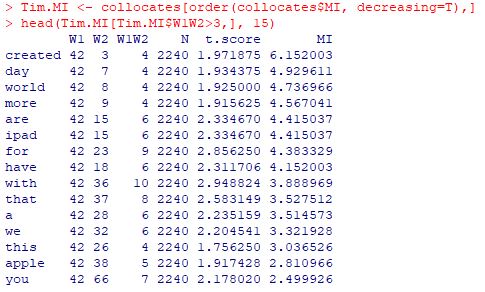 > Tim.MI <- collocates[order(collocates$MI, decreasing=T),]
> head(Tim.MI[Tim.MI$W1W2>3,], 15)
W1 W2 W1W2 N t.score MI
created 42 3 4 2240 1.971875 6.152003
day 42 7 4 2240 1.934375 4.929611
world 42 8 4 2240 1.925000 4.736966
more 42 9 4 2240 1.915625 4.567041
are 42 15 6 2240 2.334670 4.415037
ipad 42 15 6 2240 2.334670 4.415037
for 42 23 9 2240 2.856250 4.383329
have 42 18 6 2240 2.311706 4.152003
with 42 36 10 2240 2.948824 3.888969
that 42 37 8 2240 2.583149 3.527512
a 42 28 6 2240 2.235159 3.514573
we 42 32 6 2240 2.204541 3.321928
this 42 26 4 2240 1.756250 3.036526
apple 42 38 5 2240 1.917428 2.810966
you 42 66 7 2240 2.178020 2.499926